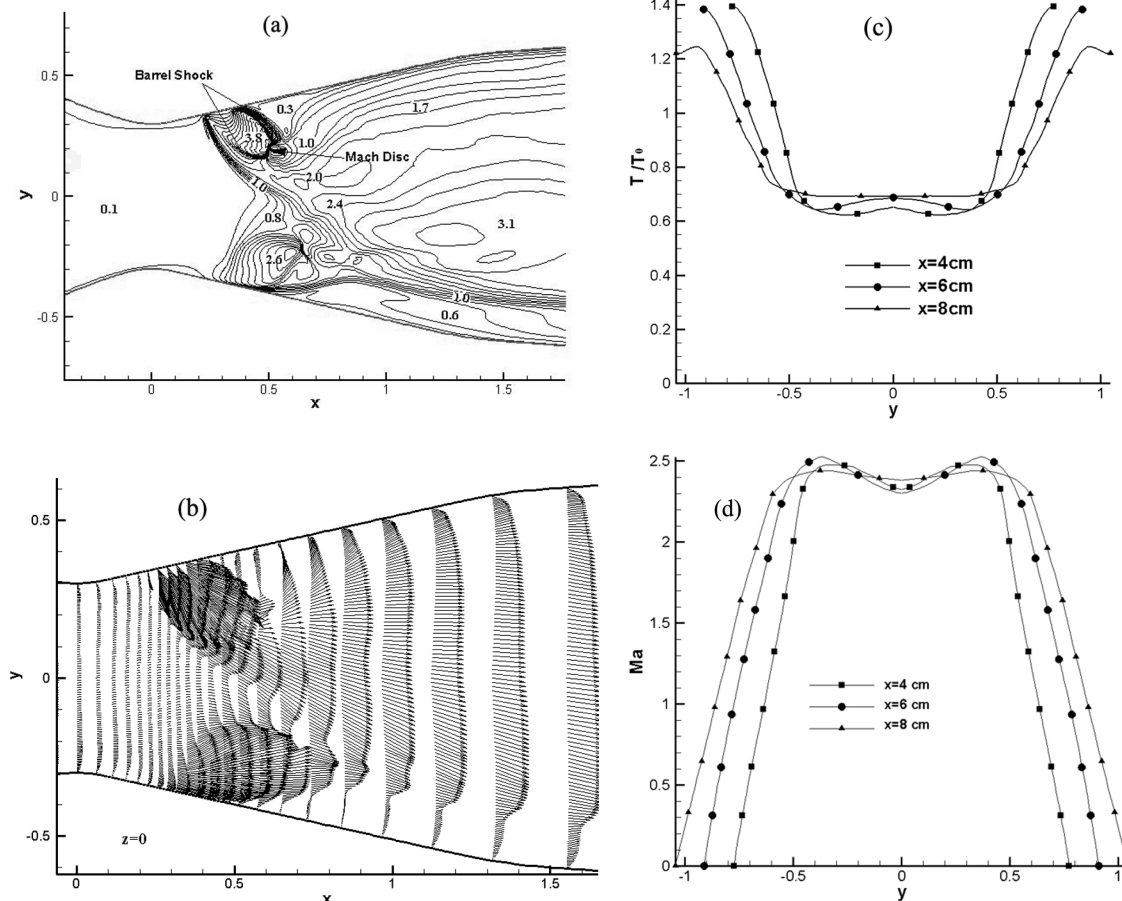 (a)
y
0.5
0
-0.5
Barrel Shock
0.3
1.7
3.8
1.0
Mach Disc
2.0
1.0
2.4
0.1
0.8
3.1
2.6
1.0
0.6
0
0.5
1
1.5
x
(b)
y
0.5
0
-0.5
z=0
0
0.5
1
1.5
x
(c)
T/T₀
1.4
1.2
1
0.8
0.6
0.4
0.2
0
x=4cm
x=6cm
x=8cm
-1
-0.5
0
0.5
1
y
(d)
Ma
2.5
2
1.5
1
0.5
0
x=4 cm
x=6 cm
x=8 cm
-1
-0.5
0
0.5
1
y